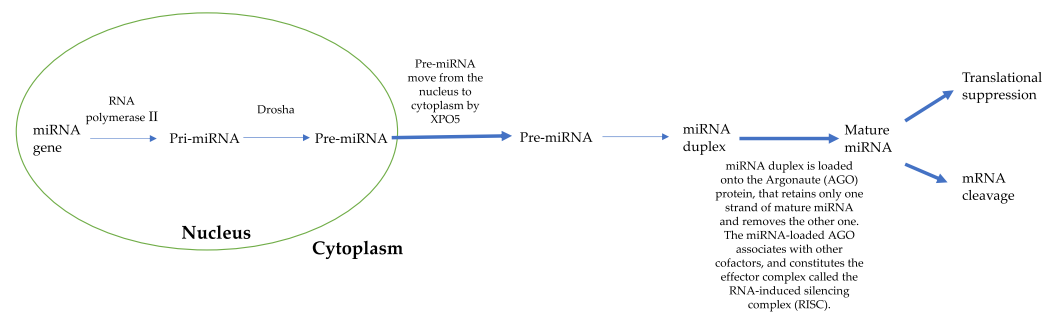 miRNA
gene
RNA
polymerase II
Pri-miRNA
Drosha
Pre-miRNA
Pre-miRNA
move from the
nucleus to
cytoplasm by
XPO5
Pre-miRNA
miRNA
duplex
miRNA duplex is loaded
onto the Argonaute (AGO)
protein, that retains only one
strand of mature miRNA
and removes the other one.
The miRNA-loaded AGO
associates with other
cofactors, and constitutes the
effector complex called the
RNA-induced silencing
complex (RISC).
Mature
miRNA
Translational
suppression
mRNA
cleavage
Nucleus
Cytoplasm